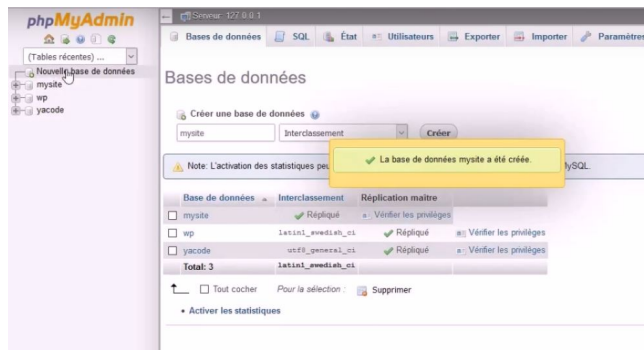 phpMyAdmin
(Tables récentes) ...
Nouvelle base de données
mysite
wp
yacode
Serveur: 127.0.0.1
Bases de données
SQL
État
Utilisateurs
Exporter
Importer
Paramètres
Bases de données
Créer une base de données
mysite
Interclassement
Créer
La base de données mysite a été créée.
Note: L'activation des statistiques peu
MySQL.
Base de données Interclassement Réplication maître
mysite Répliqué Vérifier les privilèges
wp latin1_swedish_ci Répliqué Vérifier les privilèges
yacode utf8_general_ci Répliqué Vérifier les privilèges
Total: 3 latin1_swedish_ci
Tout cocher Pour la sélection : Supprimer
• Activer les statistiques